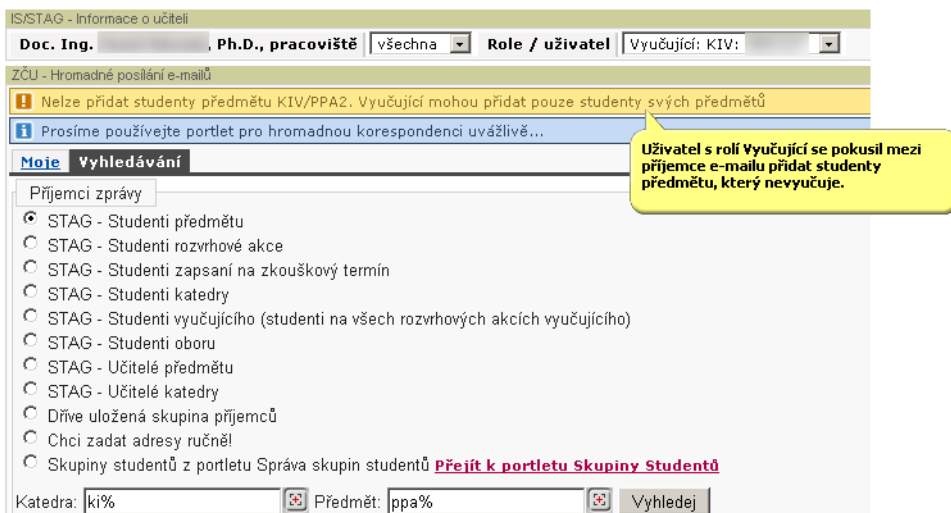 IS/STAG - Informace o učiteli
Doc. Ing. , Ph.D., pracoviště všechna Role / uživatel Vyučující: KIV:
ZČU - Hromadné posílání e-mailů
Nelze přidat studenty předmětu KIV/PPA2. Vyučující mohou přidat pouze studenty svých předmětů
Prosíme používejte portlet pro hromadnou korespondenci uvážlivě...
Uživatel s rolí Vyučující se pokusil mezi
příjemce e-mailu přidat studenty
předmětu, který nevyučuje.
Moje Vyhledávání
Příjemci zprávy
STAG - Studenti předmětu
STAG - Studenti rozvrhové akce
STAG - Studenti zapsaní na zkouškový termín
STAG - Studenti katedry
STAG - Studenti vyučujícího (studenti na všech rozvrhových akcích vyučujícího)
STAG - Studenti oboru
STAG - Učitelé předmětu
STAG - Učitelé katedry
Dříve uložená skupina příjemců
Chci zadat adresy ručně!
Skupiny studentů z portletu Správa skupin studentů Přejít k portletu Skupiny Studentů
Katedra: ki% Předmět: ppa% Vyhledej